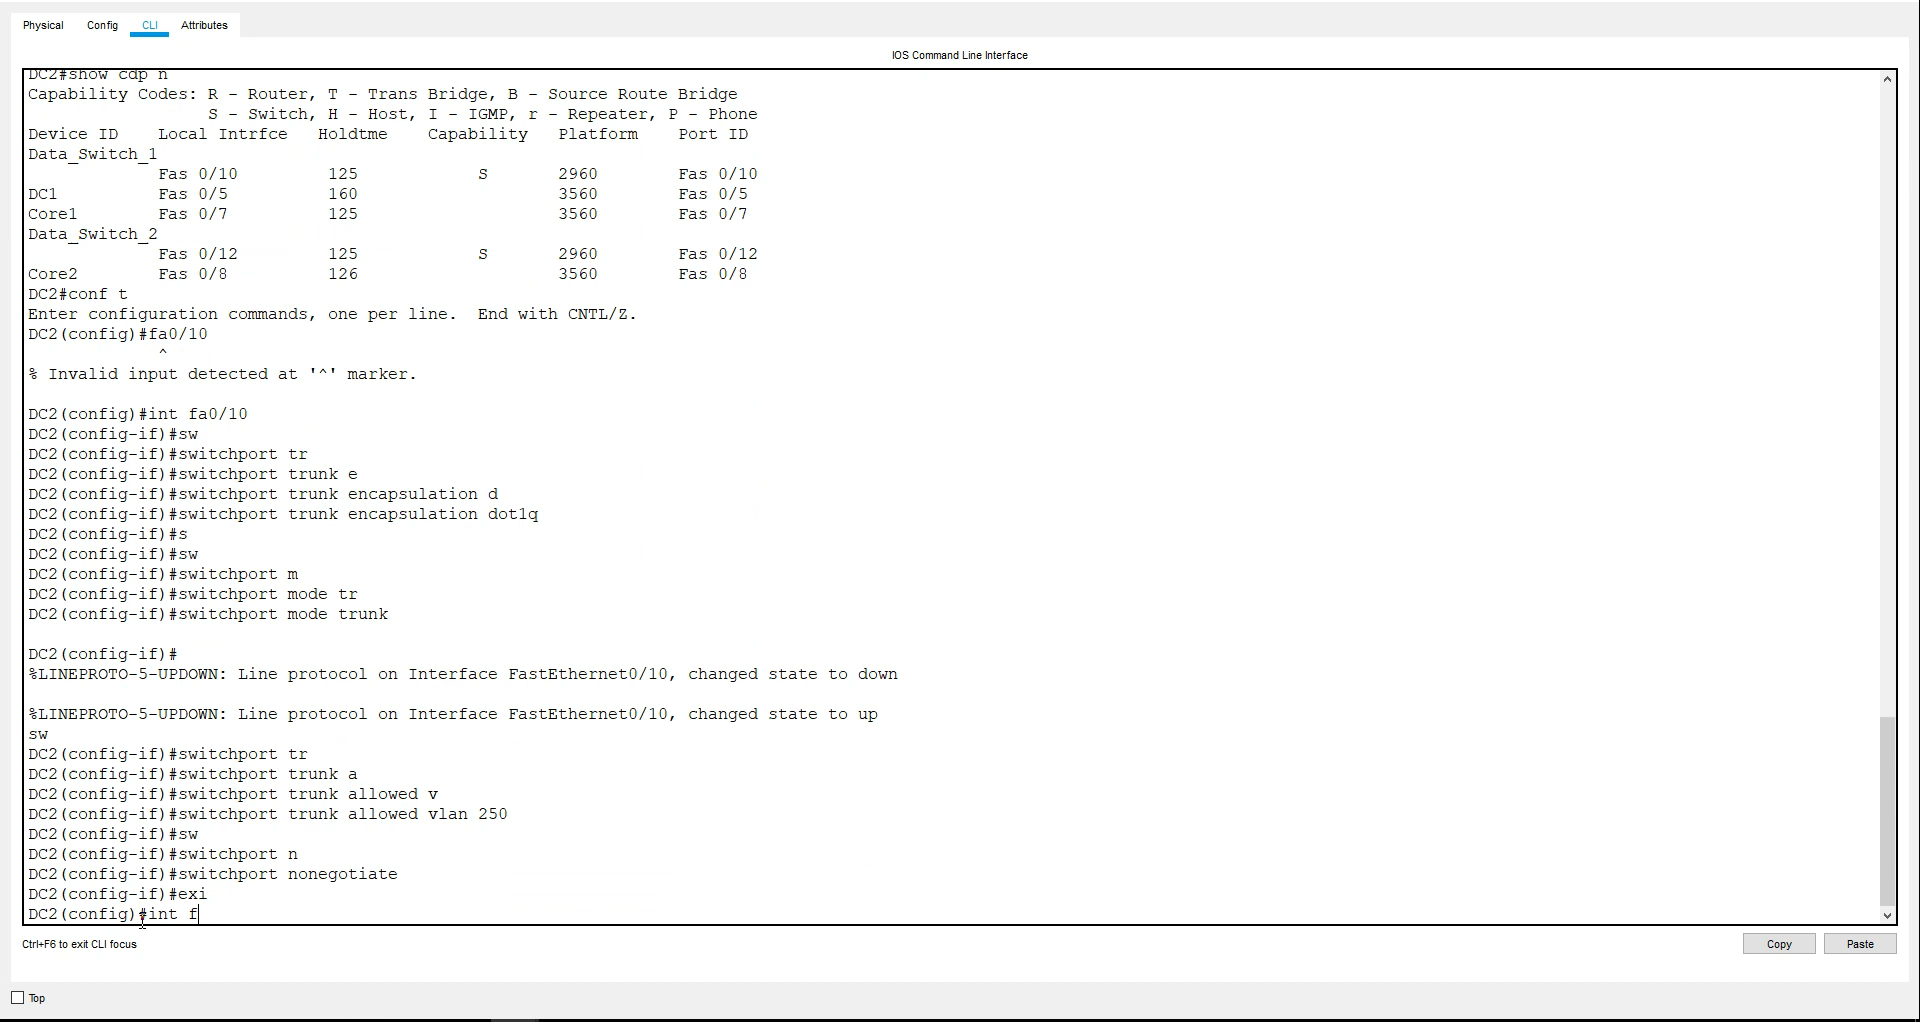 Physical Config CLI Attributes
IOS Command Line Interface
DC2#show cdp n
Capability Codes: R - Router, T - Trans Bridge, B - Source Route Bridge
S - Switch, H - Host, I - IGMP, r - Repeater, P - Phone
Device ID Local Intrfce Holdtme Capability Platform Port ID
Data_Switch_1
Fas 0/10 125 S 2960 Fas 0/10
DC1 Fas 0/5 160 3560 Fas 0/5
Core1 Fas 0/7 125 3560 Fas 0/7
Data_Switch_2
Fas 0/12 125 S 2960 Fas 0/12
Core2 Fas 0/8 126 3560 Fas 0/8
DC2#conf t
Enter configuration commands, one per line. End with CNTL/Z.
DC2(config)#fa0/10
^
% Invalid input detected at '^' marker.
DC2(config)#int fa0/10
DC2(config-if)#sw
DC2(config-if)#switchport tr
DC2(config-if)#switchport trunk e
DC2(config-if)#switchport trunk encapsulation d
DC2(config-if)#switchport trunk encapsulation dot1q
DC2(config-if)#s
DC2(config-if)#sw
DC2(config-if)#switchport m
DC2(config-if)#switchport mode tr
DC2(config-if)#switchport mode trunk
DC2(config-if)#
%LINEPROTO-5-UPDOWN: Line protocol on Interface FastEthernet0/10, changed state to down
%LINEPROTO-5-UPDOWN: Line protocol on Interface FastEthernet0/10, changed state to up
sw
DC2(config-if)#switchport tr
DC2(config-if)#switchport trunk a
DC2(config-if)#switchport trunk allowed v
DC2(config-if)#switchport trunk allowed vlan 250
DC2(config-if)#sw
DC2(config-if)#switchport n
DC2(config-if)#switchport nonegotiate
DC2(config-if)#exi
DC2(config)#int f
Ctrl+F6 to exit CLI focus
Copy Paste
Top